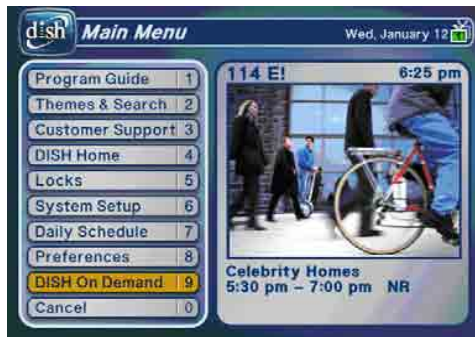 dish Main Menu Wed, January 12
Program Guide 1
Themes & Search 2
Customer Support 3
DISH Home 4
Locks 5
System Setup 6
Daily Schedule 7
Preferences 8
DISH On Demand 9
Cancel 0
114 E! 6:25 pm
Celebrity Homes
5:30 pm – 7:00 pm NR